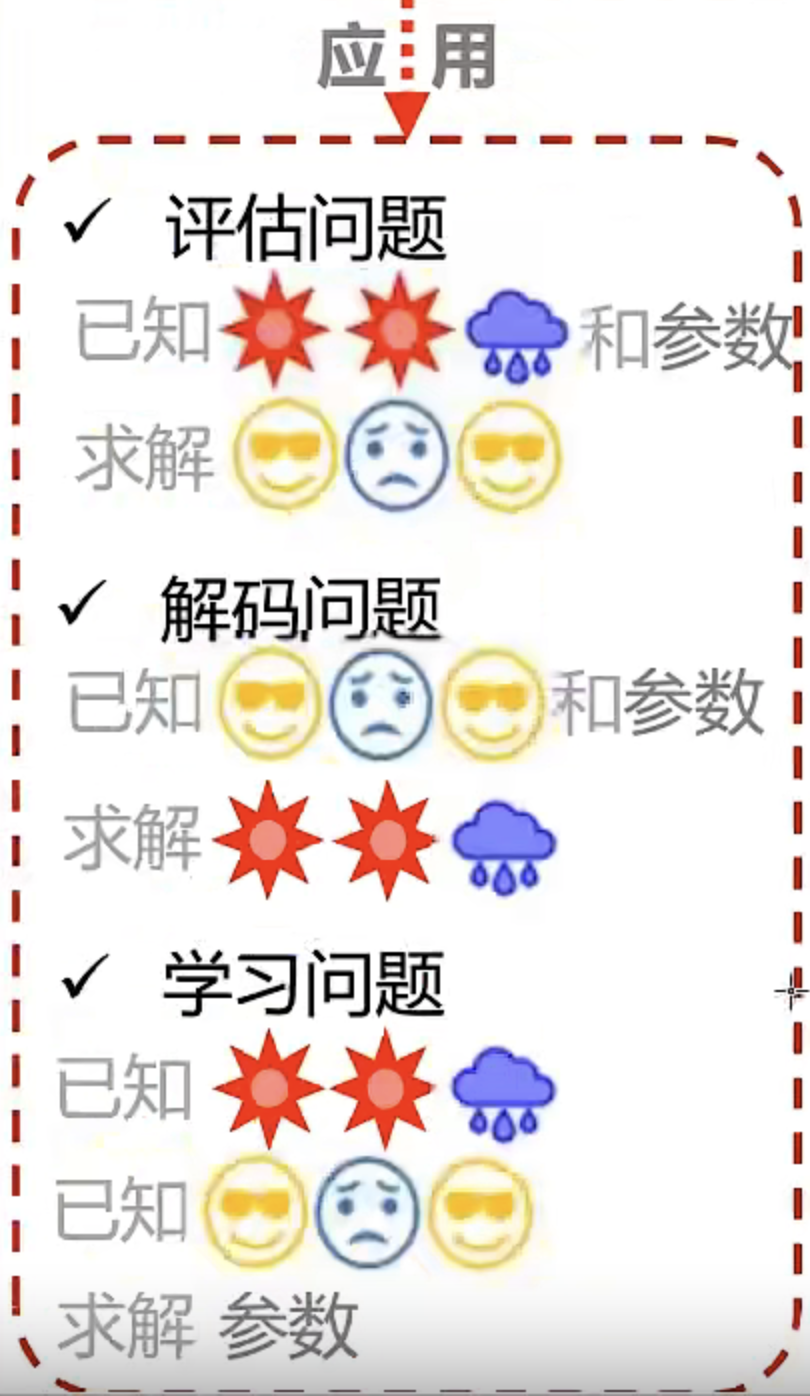 应用
评估问题
已知 和参数
求解
解码问题
已知 和参数
求解
学习问题
已知
已知
求解 参数